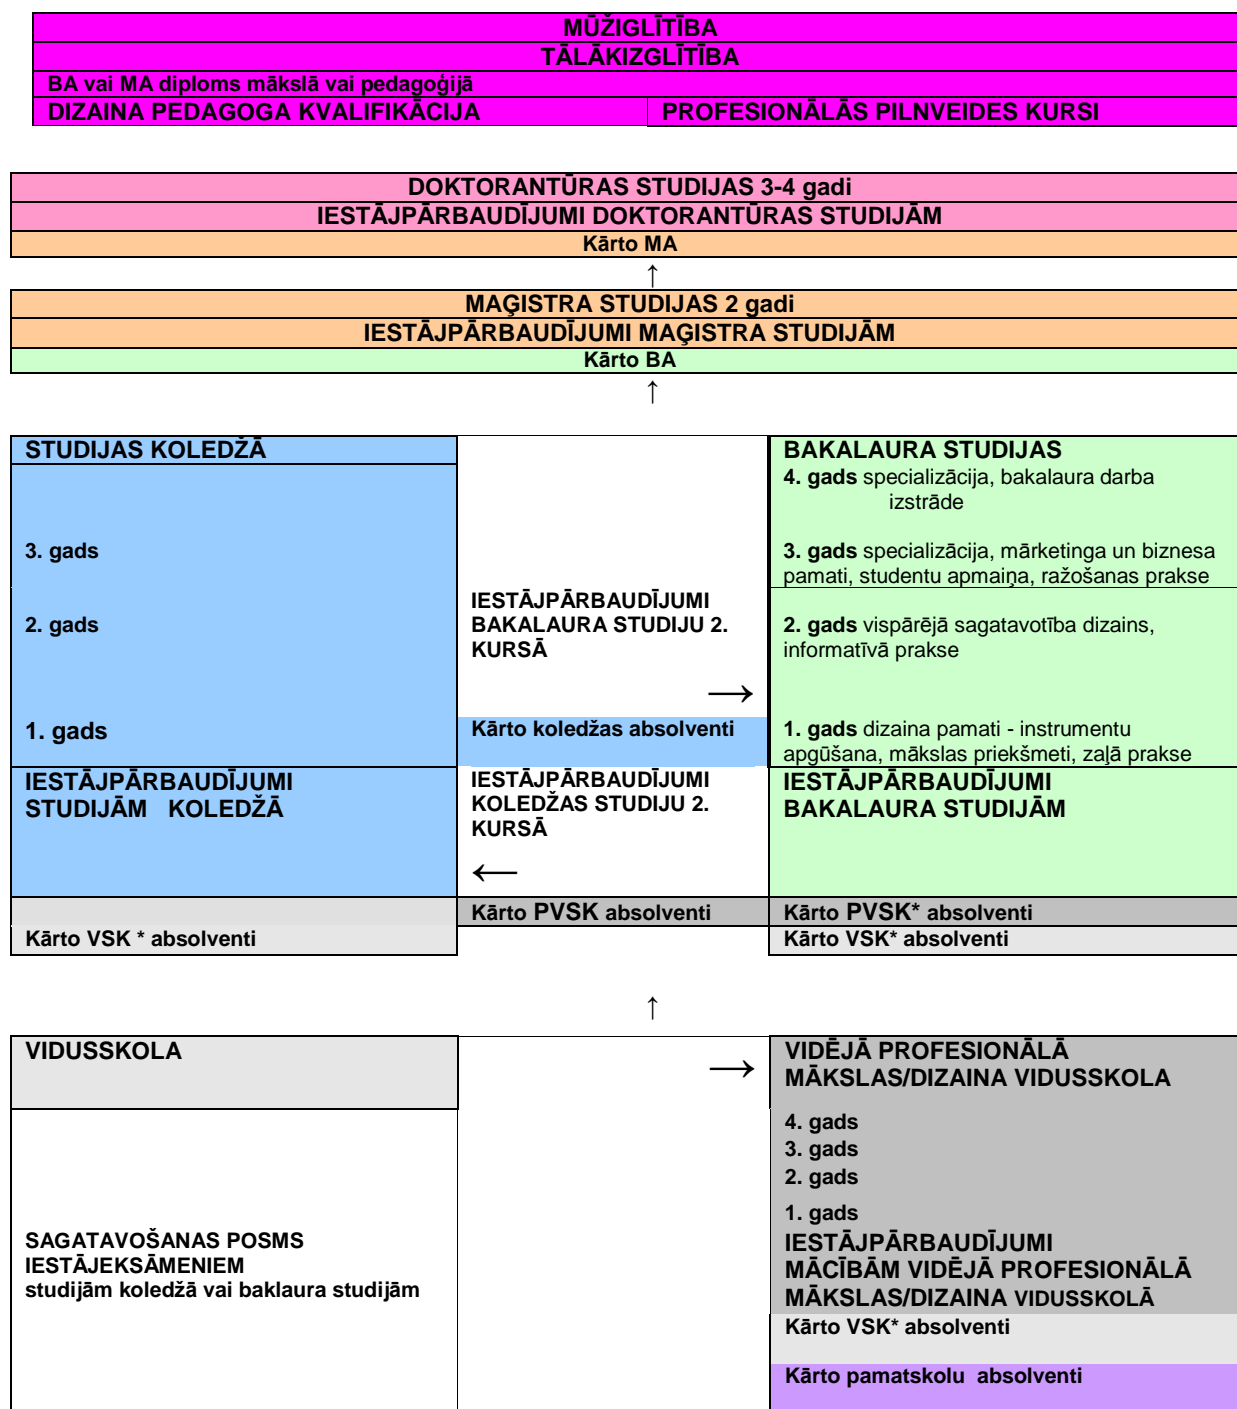 MŪŽIGLĪTĪBA
TĀLĀKIZGLĪTĪBA
BA vai MA diploms mākslā vai pedagoģijā
DIZAINA PEDAGOGA KVALIFIKĀCIJA
PROFESIONĀLĀS PILNVEIDES KURSI
DOKTORANTŪRAS STUDIJAS 3-4 gadi
IESTĀJPĀRBAUDĪJUMI DOKTORANTŪRAS STUDIJĀM
Kārto MA
↑
MAĢISTRA STUDIJAS 2 gadi
IESTĀJPĀRBAUDĪJUMI MAĢISTRA STUDIJĀM
Kārto BA
↑
STUDIJAS KOLEDŽĀ
3. gads
2. gads
1. gads
IESTĀJPĀRBAUDĪJUMI
STUDIJĀM KOLEDŽĀ
Kārto VSK * absolventi
IESTĀJPĀRBAUDĪJUMI
BAKALAURA STUDIJU 2.
KURSĀ
→
Kārto koledžas absolventi
IESTĀJPĀRBAUDĪJUMI
KOLEDŽAS STUDIJU 2.
KURSĀ
←
Kārto PVSK absolventi
BAKALAURA STUDIJAS
4. gads specializācija, bakalaura darba
izstrāde
3. gads specializācija, mārketinga un biznesa
pamati, studentu apmaiņa, ražošanas prakse
2. gads vispārējā sagatavotība dizains,
informatīvā prakse
1. gads dizaina pamati - instrumentu
apgūšana, mākslas priekšmeti, zaļā prakse
IESTĀJPĀRBAUDĪJUMI
BAKALAURA STUDIJĀM
Kārto PVSK* absolventi
Kārto VSK* absolventi
↑
VIDUSSKOLA
SAGATAVOŠANAS POSMS
IESTĀJEKSĀMENIEM
studijām koledžā vai baklaura studijām
→
VIDĒJĀ PROFESIONĀLĀ
MĀKSLAS/DIZAINA VIDUSSKOLA
4. gads
3. gads
2. gads
1. gads
IESTĀJPĀRBAUDĪJUMI
MĀCĪBĀM VIDĒJĀ PROFESIONĀLĀ
MĀKSLAS/DIZAINA VIDUSSKOLĀ
Kārto VSK* absolventi
Kārto pamatskolu absolventi